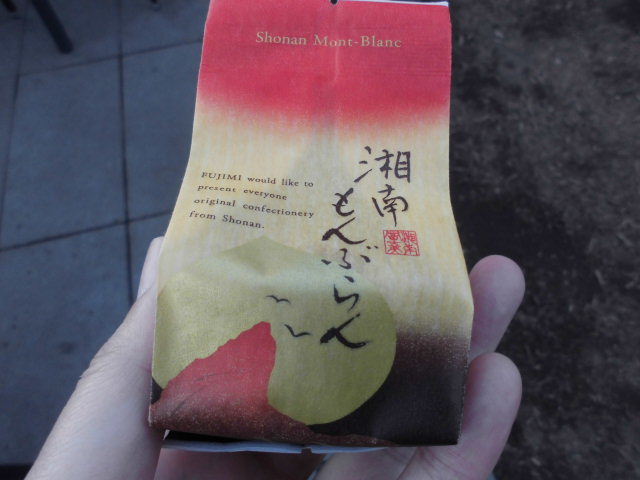 Shonan Mont-Blanc
湘南
もんぶらん
FUJIMI would like to
present everyone
original confectionery
from Shonan.